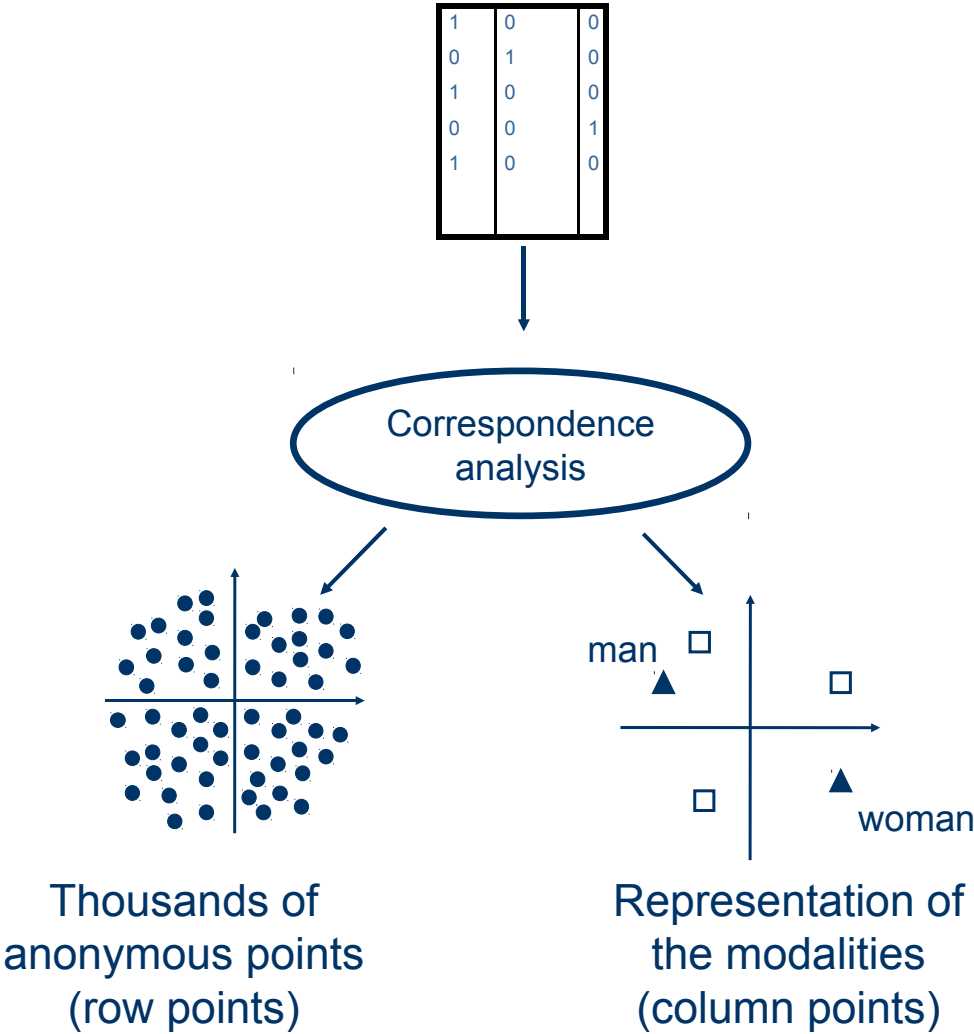 1 0 0
0 1 0
1 0 0
0 0 1
1 0 0
Correspondence
analysis
man
woman
Thousands of
anonymous points
(row points)
Representation of
the modalities
(column points)